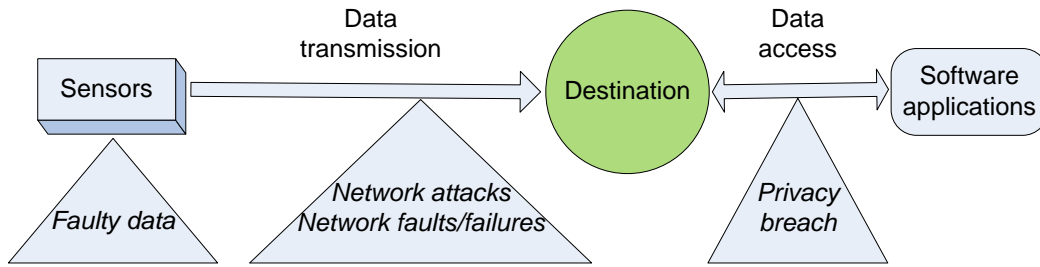 Data
transmission
Data
access
Sensors
Destination
Software
applications
Faulty data
Network attacks
Network faults/failures
Privacy
breach